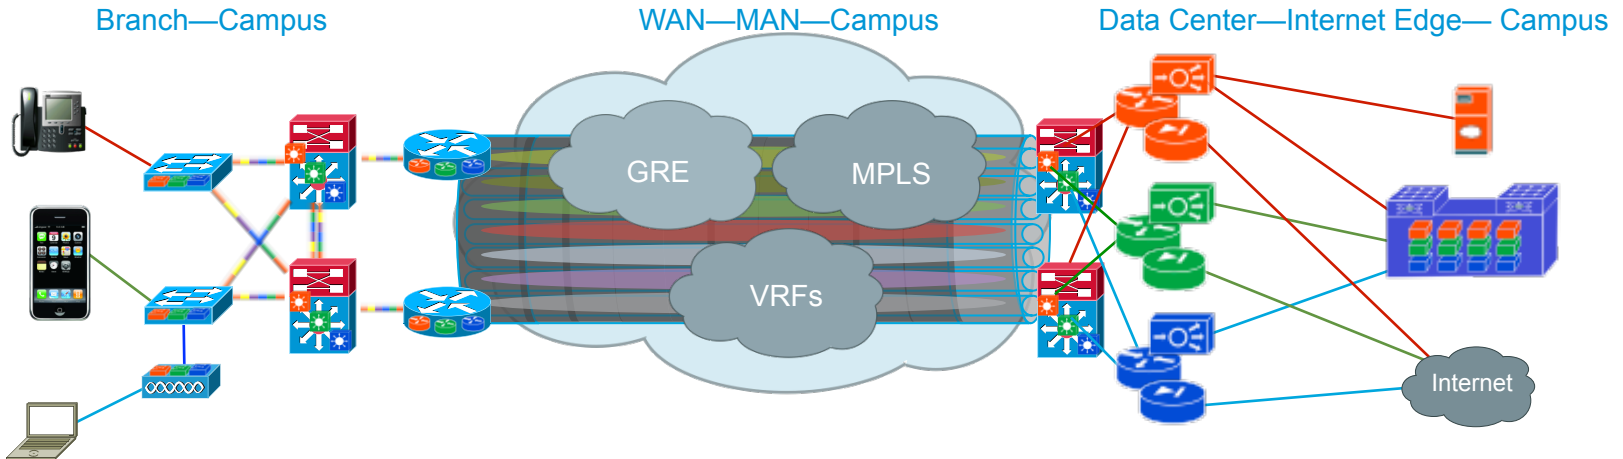 Branch—Campus
WAN—MAN—Campus
Data Center—Internet Edge— Campus
GRE
MPLS
VRFs
Internet